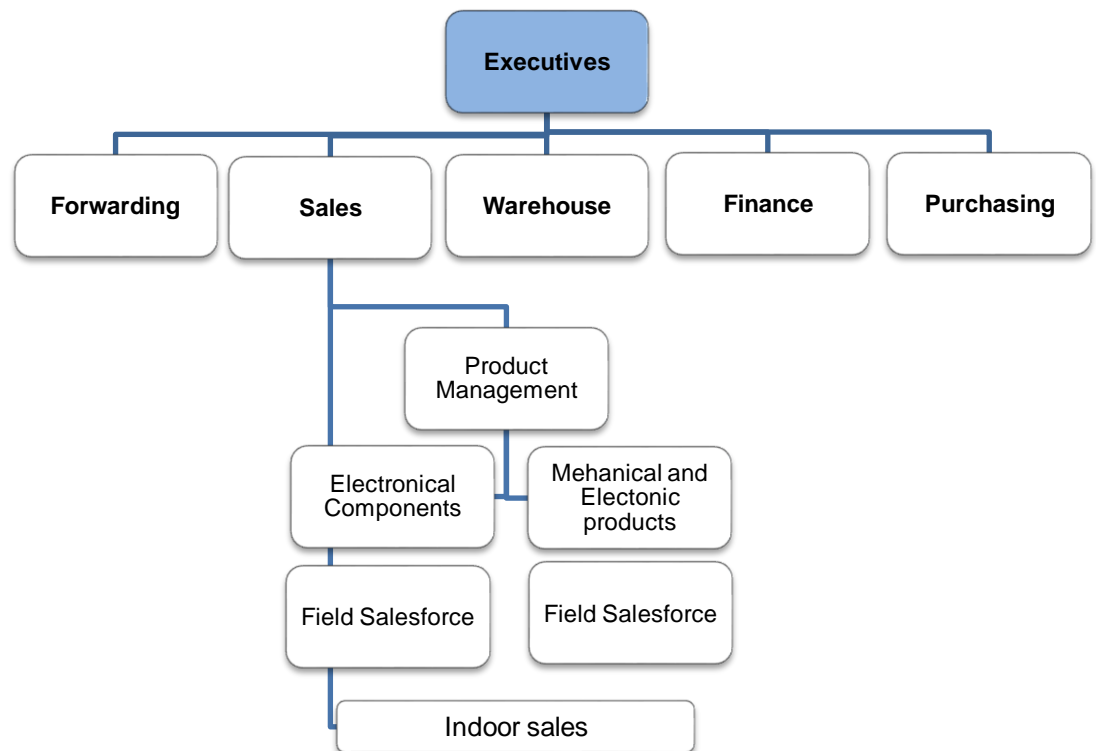 Executives
Forwarding
Sales
Warehouse
Finance
Purchasing
Product
Management
Electronical
Components
Mehanical and
Electonic
products
Field Salesforce
Field Salesforce
Indoor sales